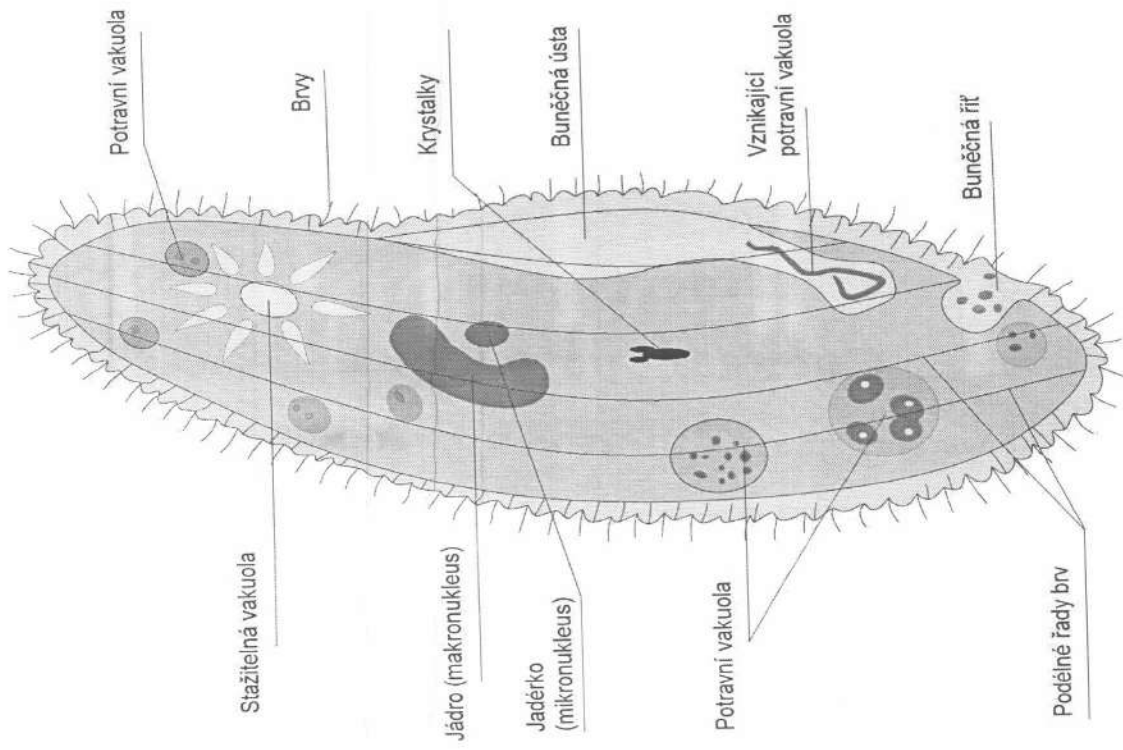 Potravní vakuola
Brvy
Krystalky
Buněčná ústa
Vznikající
potravní vakuola
Buněčná řiť
Stažitelná vakuola
Jádro (makronukleus)
Jadérko
(mikronukleus)
Potravní vakuola
Podélné řady brv